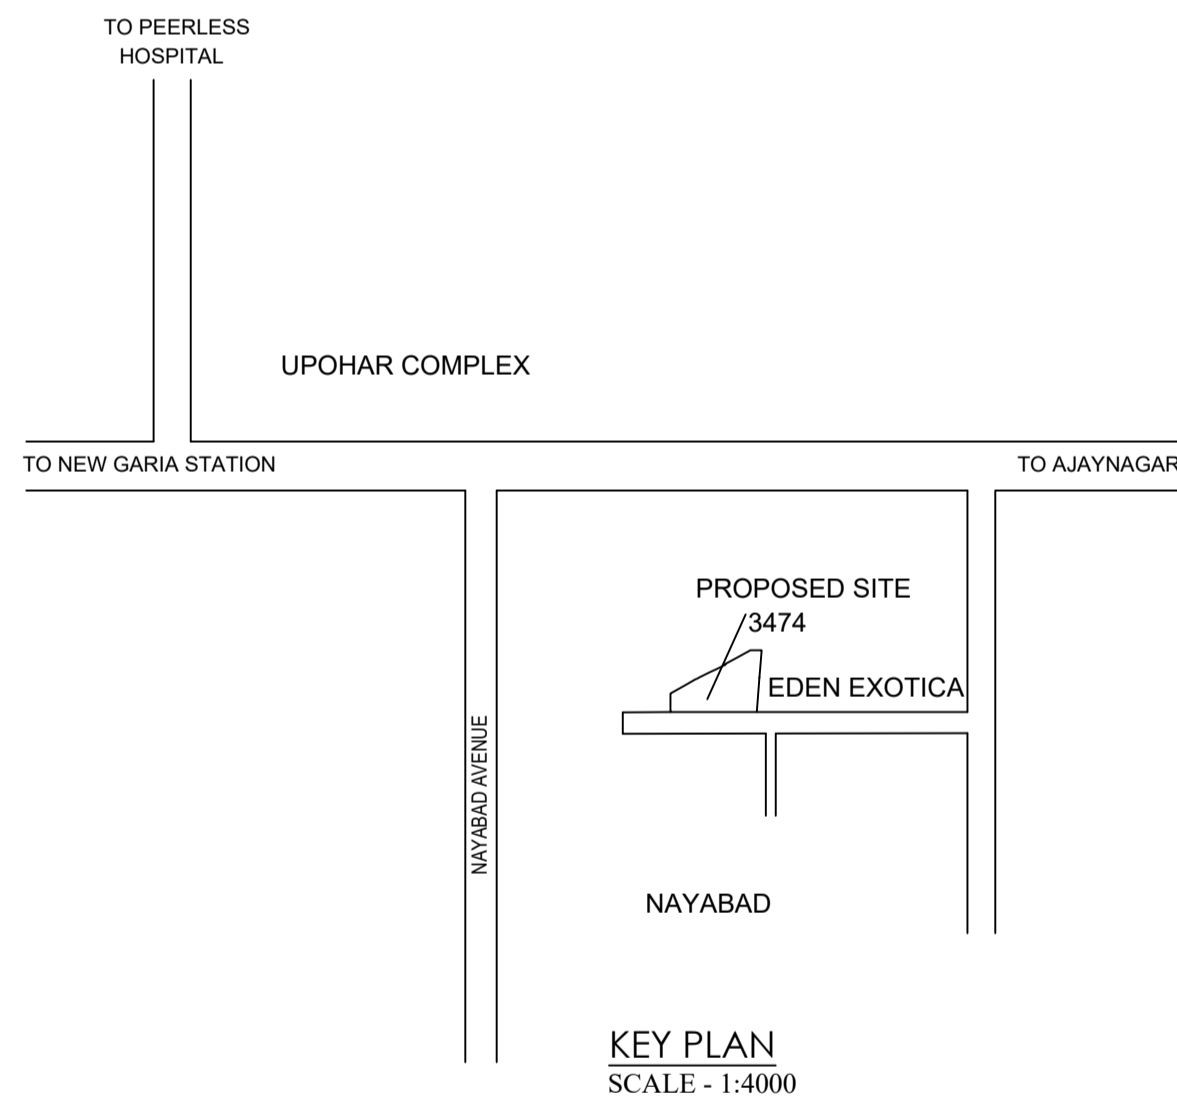 TO PEERLESS
HOSPITAL
UPOHAR COMPLEX
TO NEW GARIA STATION
TO AJAYNAGAR
PROPOSED SITE
3474
EDEN EXOTICA
NAYABAD AVENUE
NAYABAD
KEY PLAN
SCALE - 1:4000